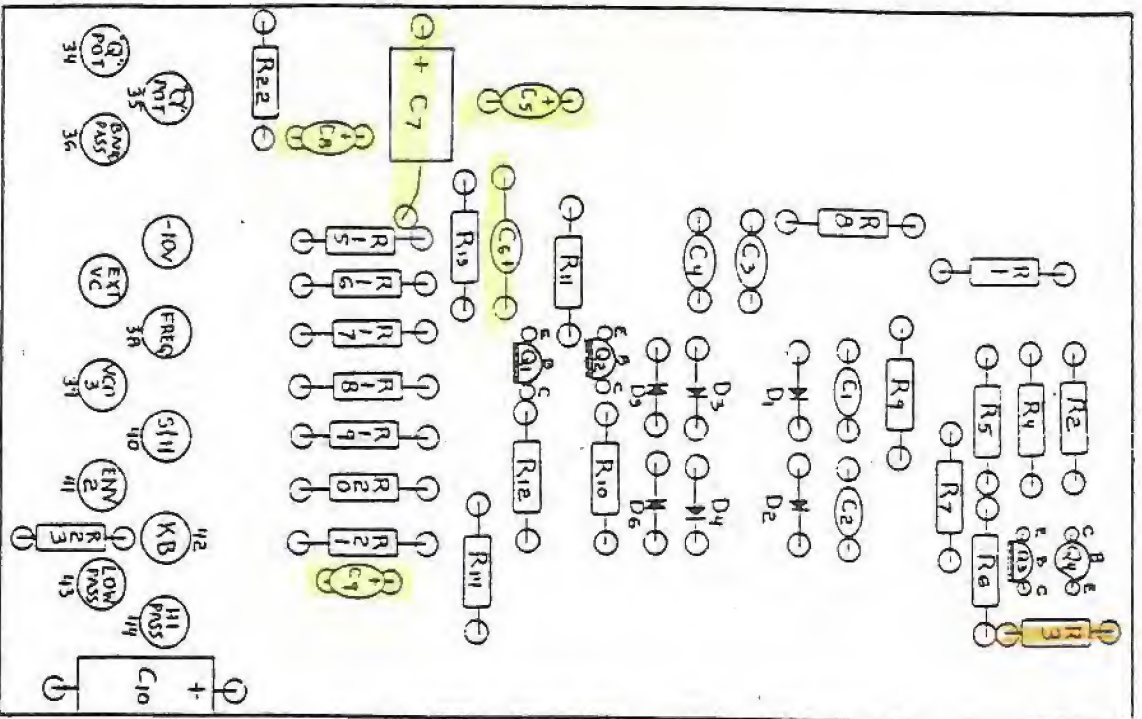 "Q" POT
34
"Q" POT
35
BND PASS
36
-10V
EXT VC
FREQ
38
VCO 3
39
S/H
40
ENV 2
41
KB
42
R23
LOW PASS
43
HI PASS
44
C10
+
R22
C8
+
+
C7
C5
+
R15
R16
R17
R18
R19
R20
R21
C9
+
R13
C6
R11
E
Q1
B
C
E
Q2
B
C
R12
R10
R14
D5
D3
D6
D4
C4
C3
R8
D1
C1
D2
C2
R9
R1
R5
R4
R2
R7
R6
E
Q3
B
C
C
Q4
B
E
R3